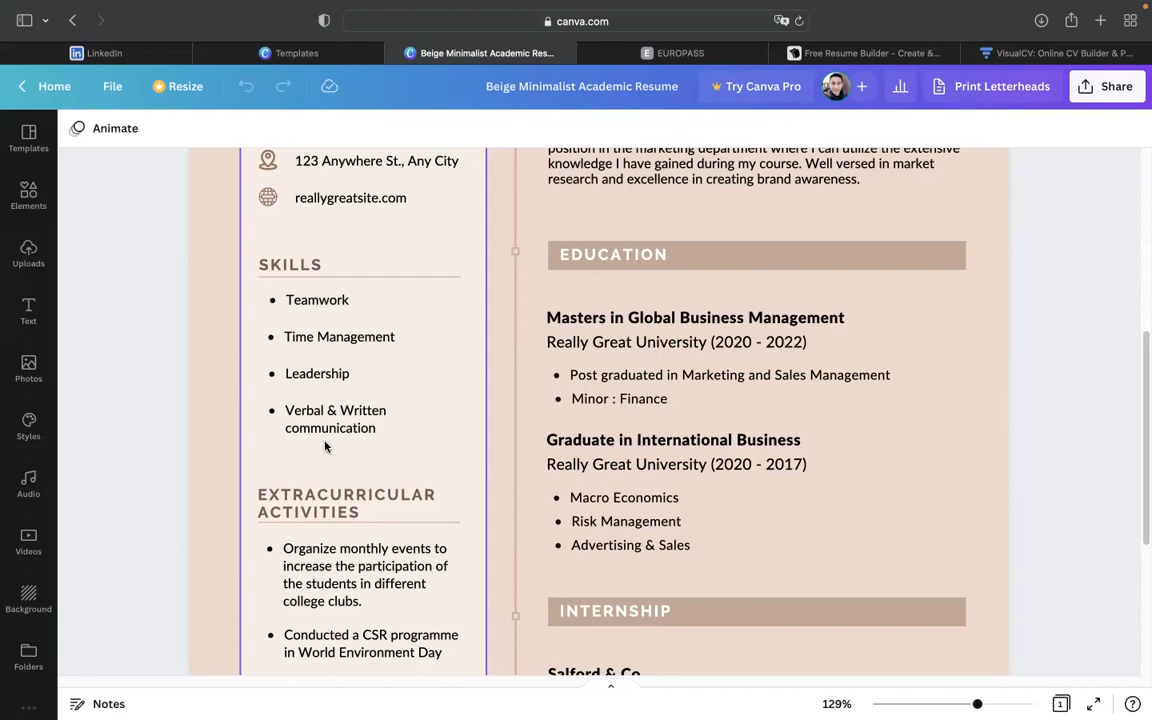 canva.com
LinkedIn
Templates
Beige Minimalist Academic Res...
EUROPASS
Free Resume Builder - Create &...
VisualCV: Online CV Builder & P...
Home
File
Resize
Beige Minimalist Academic Resume
Try Canva Pro
Print Letterheads
Share
Templates
Elements
Uploads
Text
Photos
Styles
Audio
Videos
Background
Folders
Animate
123 Anywhere St., Any City
reallygreatsite.com
SKILLS
• Teamwork
• Time Management
• Leadership
• Verbal & Written
communication
EXTRACURRICULAR
ACTIVITIES
• Organize monthly events to
increase the participation of
the students in different
college clubs.
• Conducted a CSR programme
in World Environment Day
position in the marketing department where I can utilize the extensive
knowledge I have gained during my course. Well versed in market
research and excellence in creating brand awareness.
EDUCATION
Masters in Global Business Management
Really Great University (2020 - 2022)
• Post graduated in Marketing and Sales Management
• Minor : Finance
Graduate in International Business
Really Great University (2020 - 2017)
• Macro Economics
• Risk Management
• Advertising & Sales
INTERNSHIP
Salford & Co
Notes
129%
1